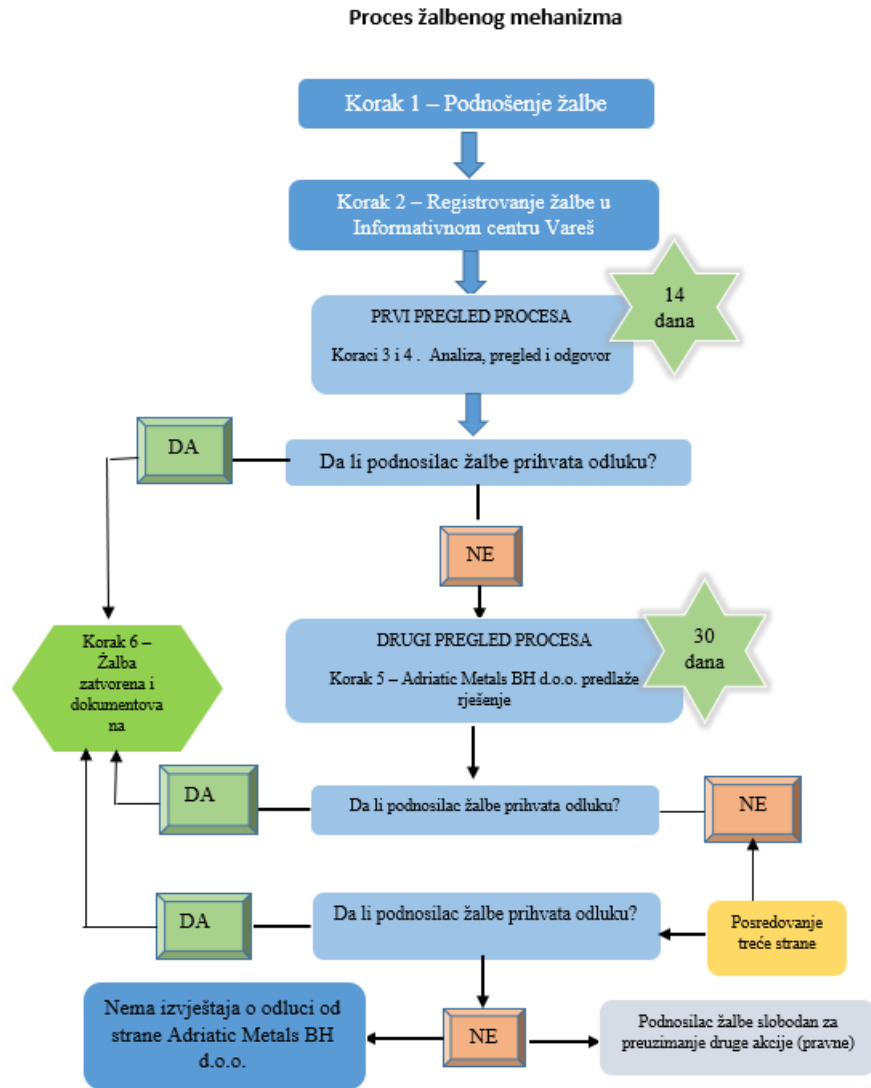 Proces žalbenog mehanizma
Korak 1 – Podnošenje žalbe
Korak 2 – Registrovanje žalbe u
Informativnom centru Vareš
14
dana
PRVI PREGLED PROCESA
Koraci 3 i 4 . Analiza, pregled i odgovor
DA
Da li podnosilac žalbe prihvata odluku?
NE
30
dana
DRUGI PREGLED PROCESA
Korak 5 – Adriatic Metals BH d.o.o. predlaže
rješenje
Korak 6 –
Žalba
zatvorena i
dokumentova
na
DA
Da li podnosilac žalbe prihvata odluku?
NE
DA
Da li podnosilac žalbe prihvata odluku?
Posredovanje
treće strane
Nema izvještaja o odluci od
strane Adriatic Metals BH
d.o.o.
NE
Podnosilac žalbe slobodan za
preuzimanje druge akcije (pravne)